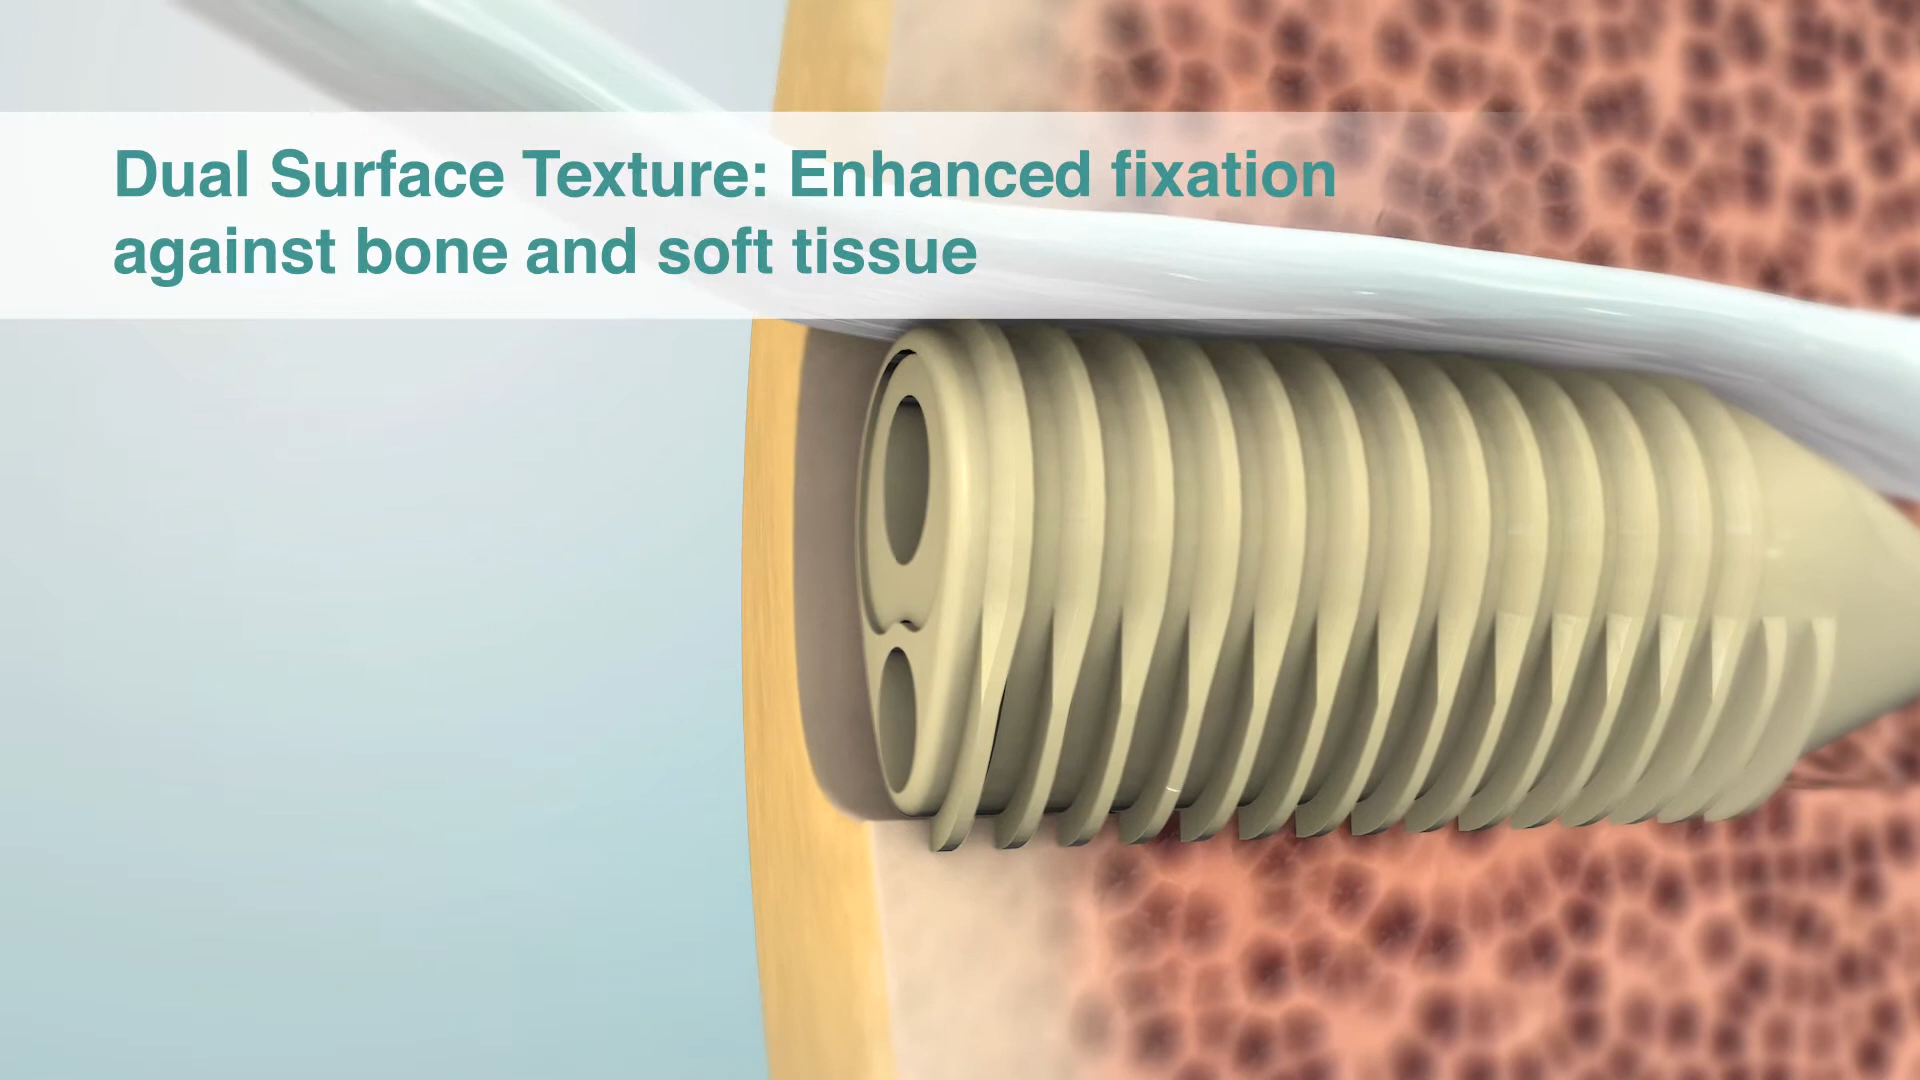 Dual Surface Texture: Enhanced fixation
against bone and soft tissue